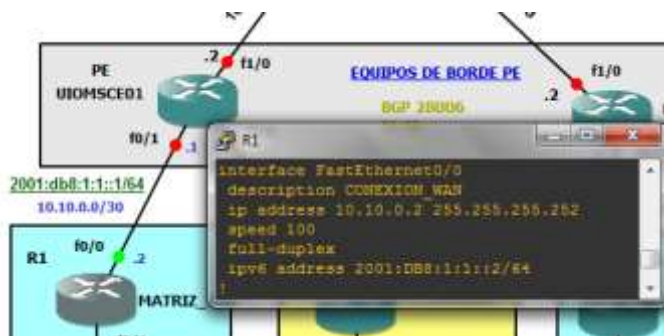 .2
f1/0
PE
UIOMSCE01
EQUIPOS DE BORDE PE
BGP 28006
f1/0
.2
f0/1
.1
R1
interface FastEthernet0/0
description CONEXION_WAN
ip address 10.10.0.2 255.255.255.252
speed 100
full-duplex
ipv6 address 2001:DB8:1:1::2/64
!
2001:db8:1:1::1/64
10.10.0.0/30
R1
f0/0
.2
MATRIZ_